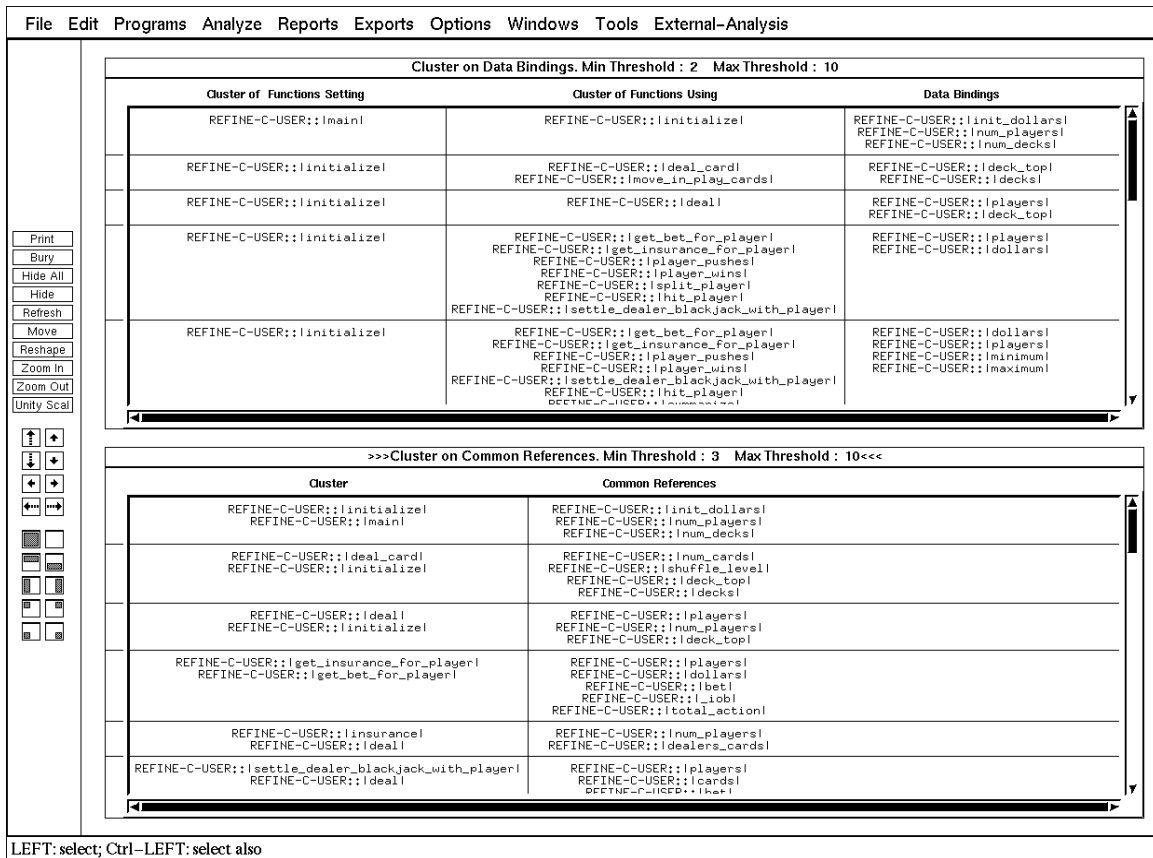 File Edit Programs Analyze Reports Exports Options Windows Tools External-Analysis
Print
Bury
Hide All
Hide
Refresh
Move
Reshape
Zoom In
Zoom Out
Unity Scal
Cluster on Data Bindings. Min Threshold : 2 Max Threshold : 10
Cluster of Functions Setting Cluster of Functions Using Data Bindings
REFINE-C-USER::|main| REFINE-C-USER::|initialize| REFINE-C-USER::|init_dollars|
REFINE-C-USER::|num_players|
REFINE-C-USER::|num_decks|
REFINE-C-USER::|initialize| REFINE-C-USER::|deal_card| REFINE-C-USER::|deck_top|
REFINE-C-USER::|move_in_play_cards| REFINE-C-USER::|decks|
REFINE-C-USER::|initialize| REFINE-C-USER::|deal| REFINE-C-USER::|players|
REFINE-C-USER::|deck_top|
REFINE-C-USER::|initialize| REFINE-C-USER::|get_bet_for_player| REFINE-C-USER::|players|
REFINE-C-USER::|get_insurance_for_player| REFINE-C-USER::|dollars|
REFINE-C-USER::|player_pushes|
REFINE-C-USER::|player_wins|
REFINE-C-USER::|split_player|
REFINE-C-USER::|hit_player|
REFINE-C-USER::|settle_dealer_blackjack_with_player|
REFINE-C-USER::|initialize| REFINE-C-USER::|get_bet_for_player| REFINE-C-USER::|dollars|
REFINE-C-USER::|get_insurance_for_player| REFINE-C-USER::|players|
REFINE-C-USER::|player_pushes| REFINE-C-USER::|minimum|
REFINE-C-USER::|player_wins| REFINE-C-USER::|maximum|
REFINE-C-USER::|settle_dealer_blackjack_with_player|
REFINE-C-USER::|hit_player|
>>>Cluster on Common References. Min Threshold : 3 Max Threshold : 10<<<
Cluster Common References
REFINE-C-USER::|initialize| REFINE-C-USER::|init_dollars|
REFINE-C-USER::|main| REFINE-C-USER::|num_players|
REFINE-C-USER::|num_decks|
REFINE-C-USER::|deal_card| REFINE-C-USER::|num_cards|
REFINE-C-USER::|initialize| REFINE-C-USER::|shuffle_level|
REFINE-C-USER::|deck_top|
REFINE-C-USER::|decks|
REFINE-C-USER::|deal| REFINE-C-USER::|players|
REFINE-C-USER::|initialize| REFINE-C-USER::|num_players|
REFINE-C-USER::|deck_top|
REFINE-C-USER::|get_insurance_for_player| REFINE-C-USER::|players|
REFINE-C-USER::|get_bet_for_player| REFINE-C-USER::|dollars|
REFINE-C-USER::|bet|
REFINE-C-USER::|_iob|
REFINE-C-USER::|total_action|
REFINE-C-USER::|insurance| REFINE-C-USER::|num_players|
REFINE-C-USER::|deal| REFINE-C-USER::|dealers_cards|
REFINE-C-USER::|settle_dealer_blackjack_with_player| REFINE-C-USER::|players|
REFINE-C-USER::|deal| REFINE-C-USER::|cards|
REFINE-C-USER::|bet|
LEFT: select; Ctrl-LEFT: select also